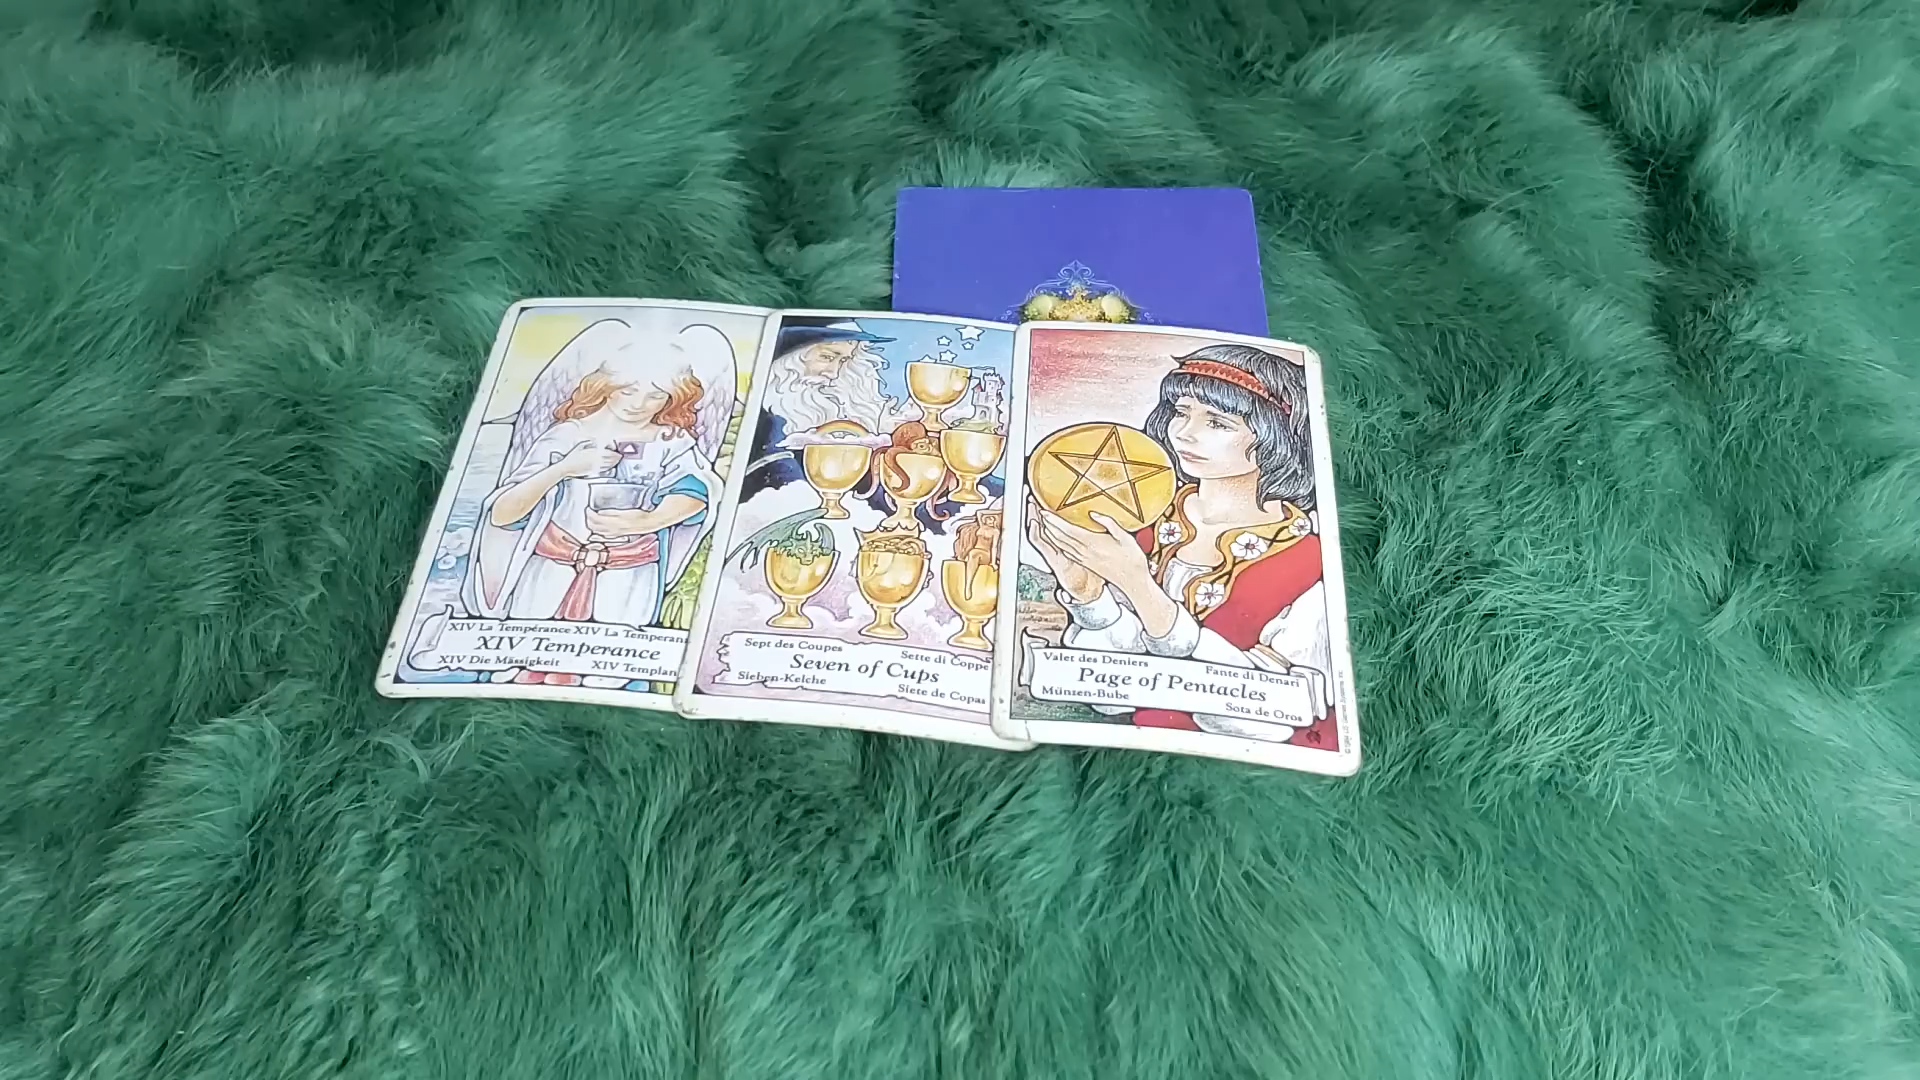 XIV La Tempérance XIV La Temperan
XIV Temperance
XIV Die Mässigkeit XIV Templan
Sept des Coupes Sette di Coppe
Seven of Cups
Sieben-Kelche Siete de Copas
Valet des Deniers Fante di Denari
Page of Pentacles
Münzen-Bube Sota de Oros